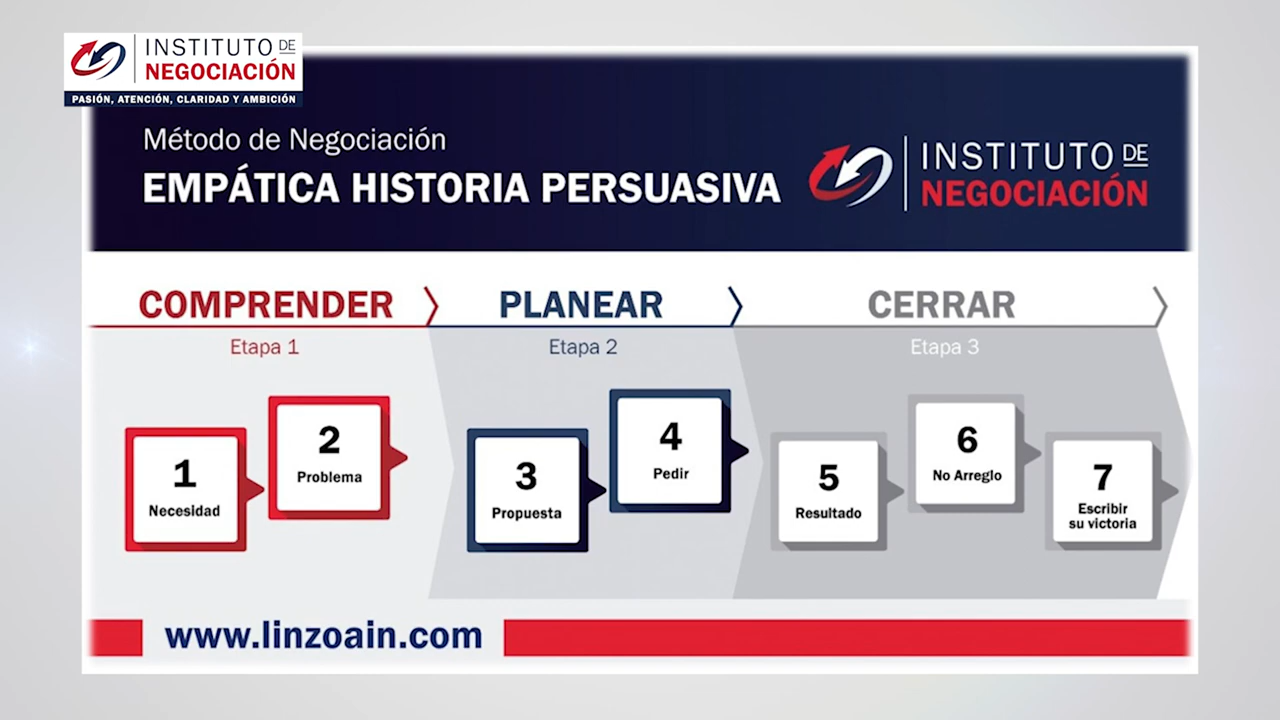 INSTITUTO DE
NEGOCIACIÓN
PASIÓN, ATENCIÓN, CLARIDAD Y AMBICIÓN
Método de Negociación
EMPÁTICA HISTORIA PERSUASIVA
INSTITUTO DE
NEGOCIACIÓN
COMPRENDER
PLANEAR
CERRAR
Etapa 1
Etapa 2
Etapa 3
1
Necesidad
2
Problema
3
Propuesta
4
Pedir
5
Resultado
6
No Arreglo
7
Escribir
su victoria
www.linzoain.com